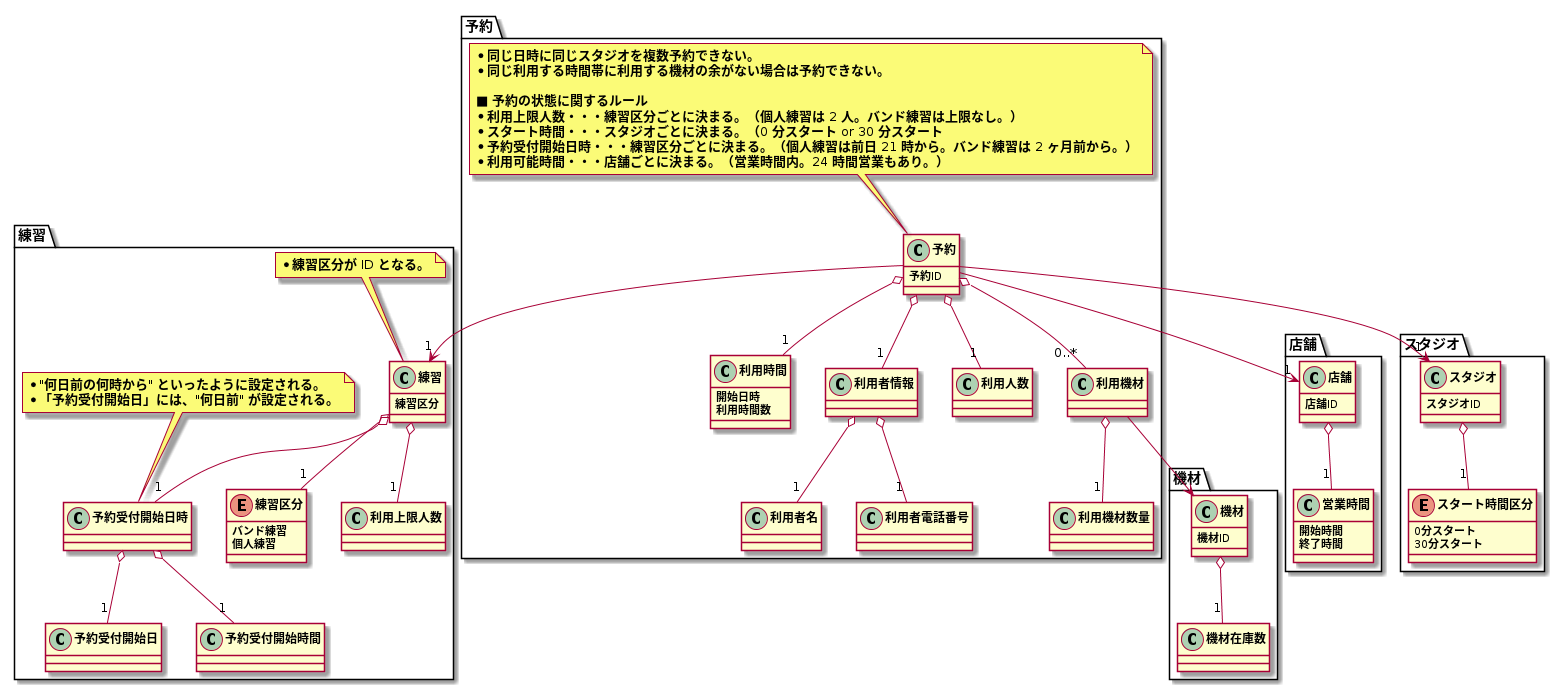 予約
• 同じ日時に同じスタジオを複数予約できない。
• 同じ利用する時間帯に利用する機材の余がない場合は予約できない。
■ 予約の状態に関するルール
• 利用上限人数・・・練習区分ごとに決まる。（個人練習は 2 人。バンド練習は上限なし。）
• スタート時間・・・スタジオごとに決まる。（0 分スタート or 30 分スタート
• 予約受付開始日時・・・練習区分ごとに決まる。（個人練習は前日 21 時から。バンド練習は 2 ヶ月前から。）
• 利用可能時間・・・店舗ごとに決まる。（営業時間内。24 時間営業もあり。）
C 予約
予約ID
練習
• 練習区分が ID となる。
• "何日前の何時から" といったように設定される。
• 「予約受付開始日」には、"何日前" が設定される。
1
C 練習
練習区分
1
C 予約受付開始日時
1
E 練習区分
バンド練習
個人練習
1
C 利用上限人数
1
C 予約受付開始日
1
C 予約受付開始時間
1
C 利用時間
開始日時
利用時間数
1
C 利用者情報
1
C 利用人数
0..*
C 利用機材
1
C 利用者名
1
C 利用者電話番号
1
C 利用機材数量
機材
C 機材
機材ID
1
C 機材在庫数
店舗
1
C 店舗
店舗ID
1
C 営業時間
開始時間
終了時間
スタジオ
1
C スタジオ
スタジオID
1
E スタート時間区分
0分スタート
30分スタート